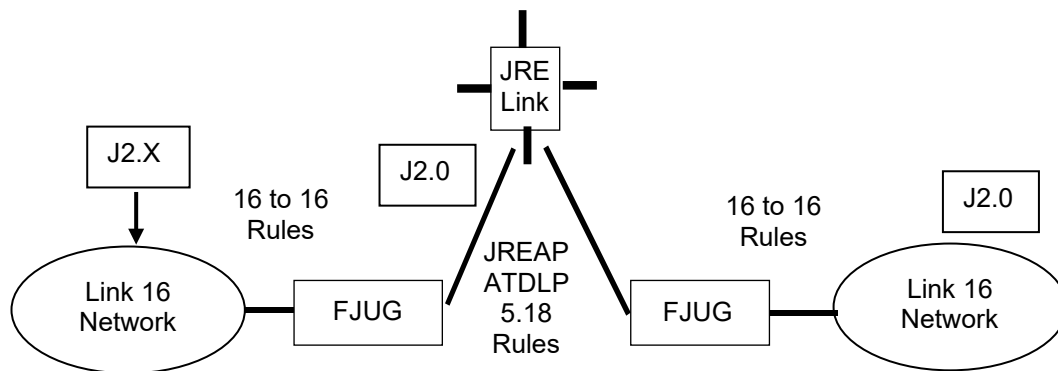 JRE
Link
J2.X
J2.0
J2.0
16 to 16
Rules
16 to 16
Rules
JREAP
ATDLP
5.18
Rules
Link 16
Network
FJUG
FJUG
Link 16
Network